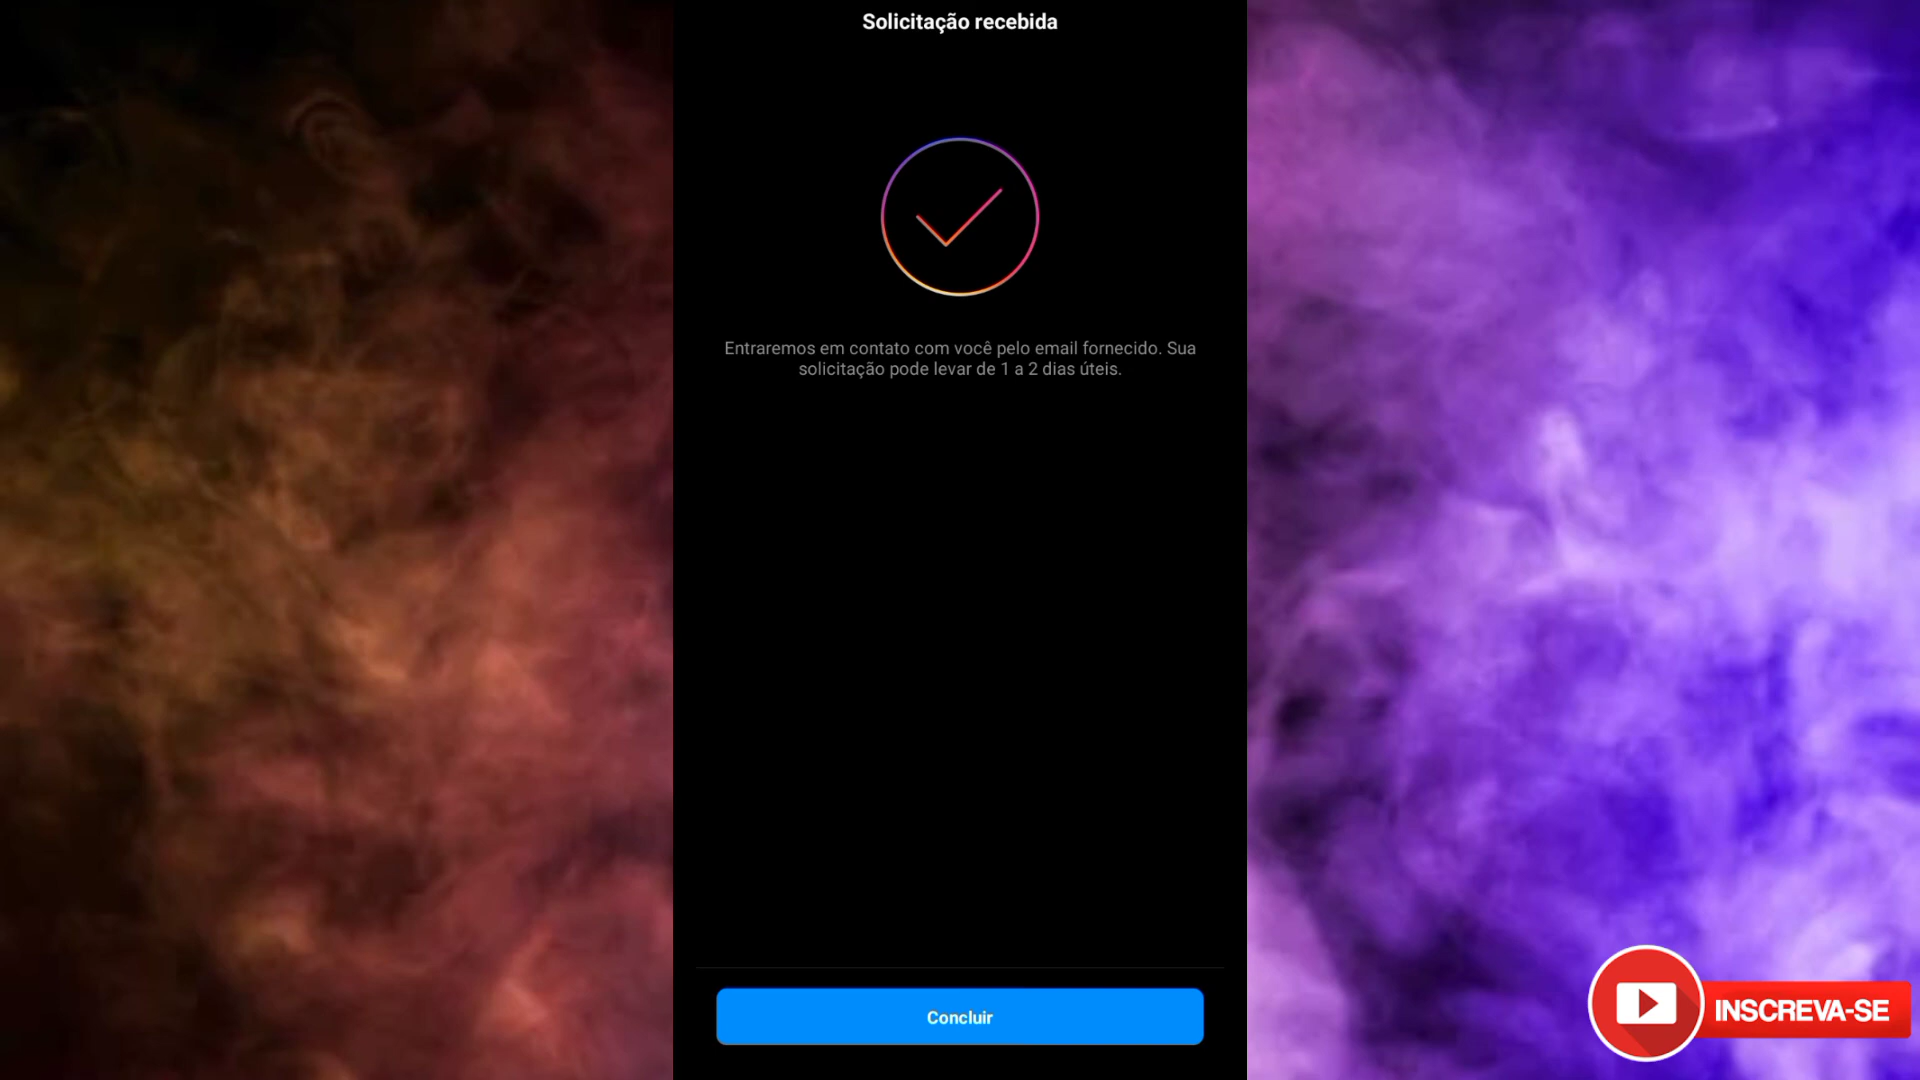 Solicitação recebida
Entraremos em contato com você pelo email fornecido. Sua
solicitação pode levar de 1 a 2 dias úteis.
Concluir
INSCREVA-SE